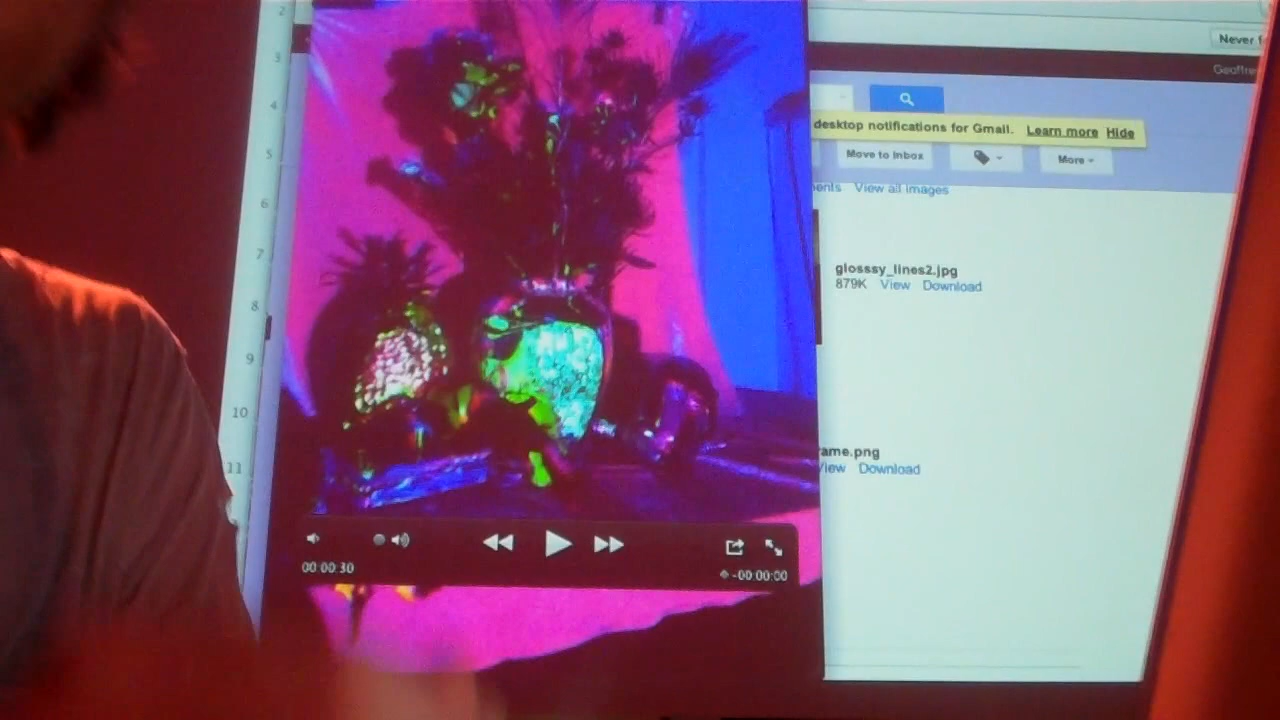 2
3
4
5
6
7
8
9
10
11
00:00:30
-00:00:00
Never
desktop notifications for Gmail. Learn more Hide
Move to Inbox
More
View all images
glosssy_lines2.jpg
879K View Download
rame.png
View Download